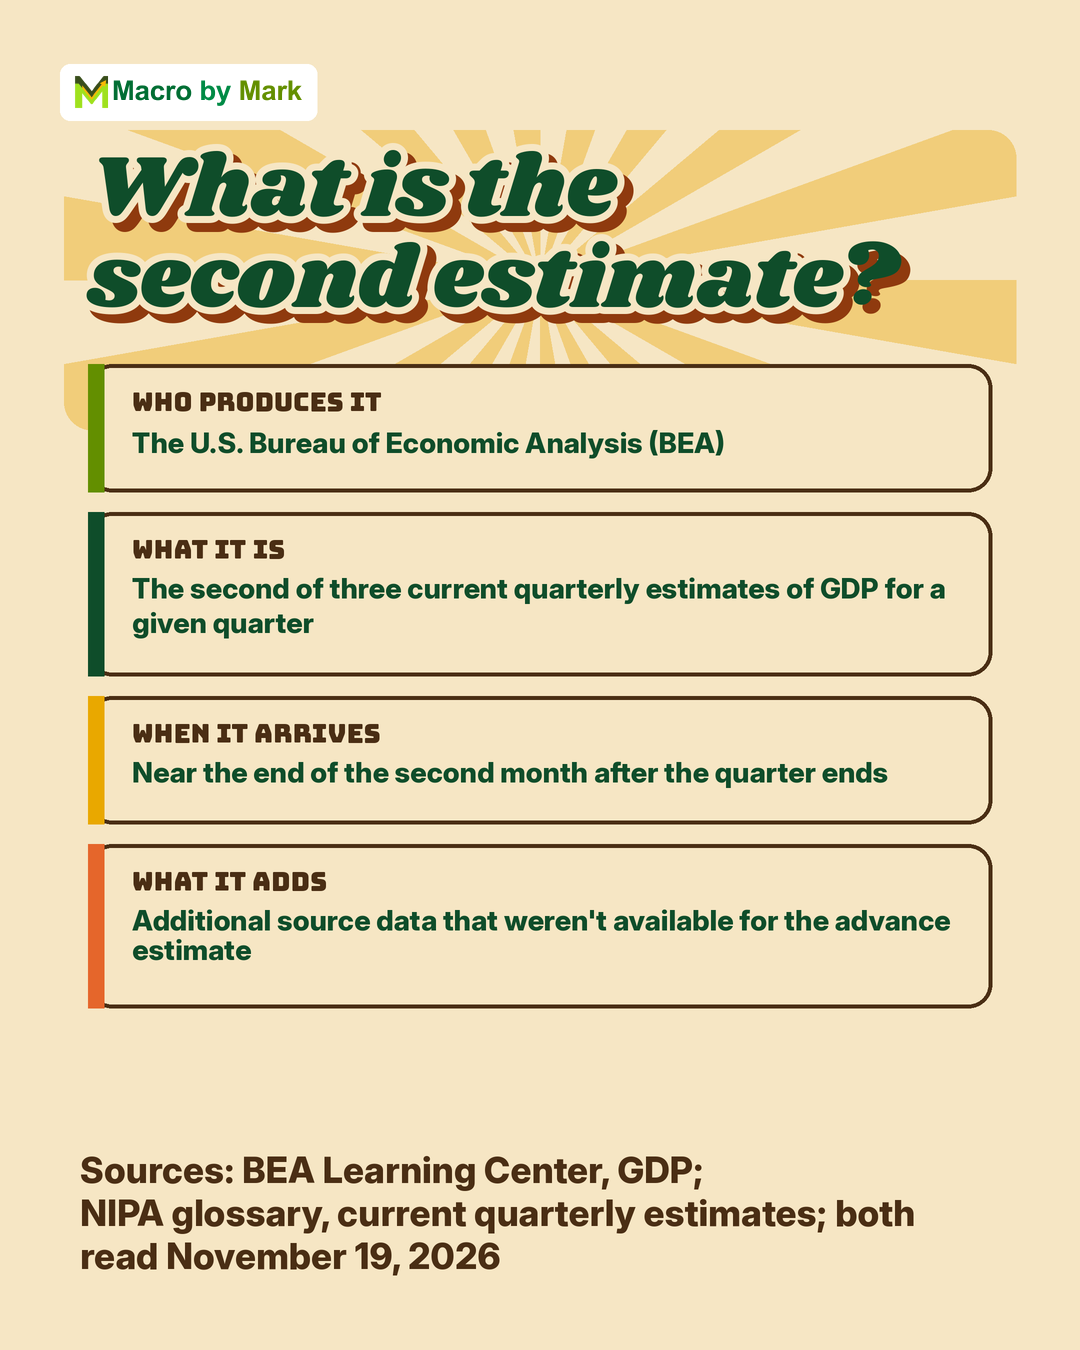 Macro by Mark
What is the
second estimate?
WHO PRODUCES IT
The U.S. Bureau of Economic Analysis (BEA)
WHAT IT IS
The second of three current quarterly estimates of GDP for a
given quarter
WHEN IT ARRIVES
Near the end of the second month after the quarter ends
WHAT IT ADDS
Additional source data that weren't available for the advance
estimate
Sources: BEA Learning Center, GDP;
NIPA glossary, current quarterly estimates; both
read November 19, 2026